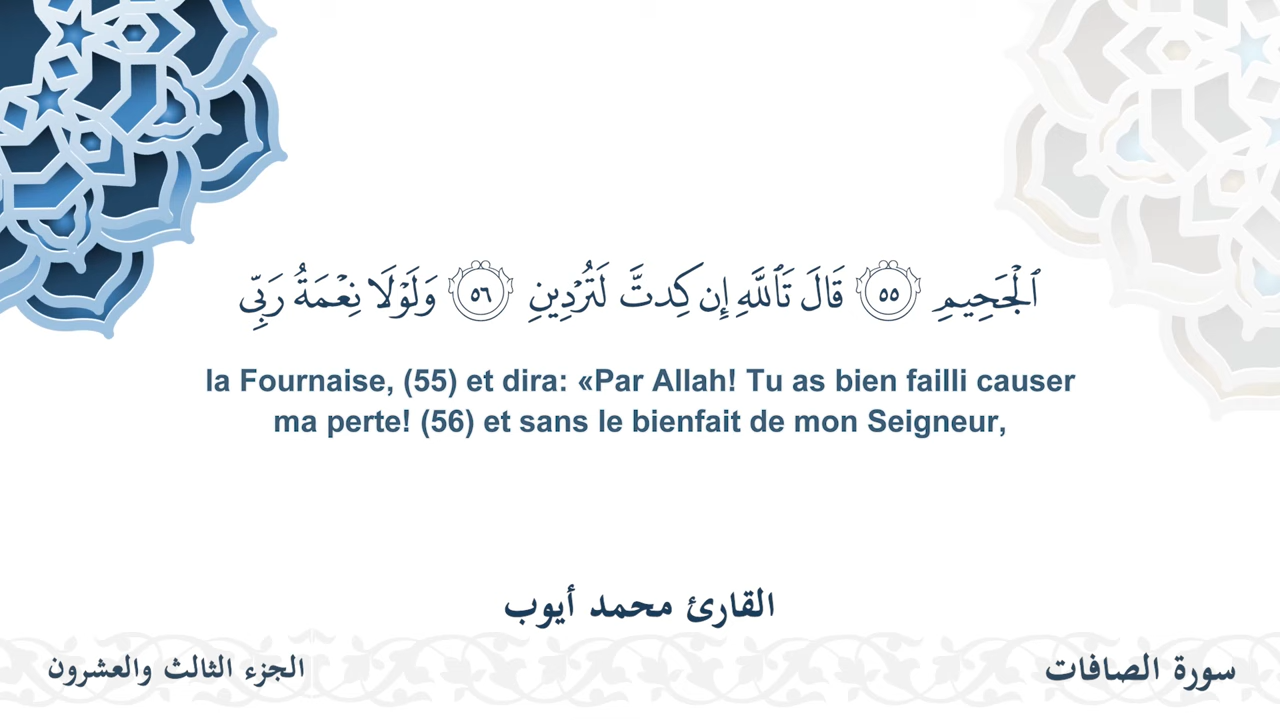 ٱلْجَحِيمِ ٥٥ قَالَ تَٱللَّهِ إِن كِدتَّ لَتُرْدِينِ ٥٦ وَلَوْلَا نِعْمَةُ رَبِّى
la Fournaise, (55) et dira: «Par Allah! Tu as bien failli causer
ma perte! (56) et sans le bienfait de mon Seigneur,
القارئ محمد أيوب
سورة الصافات
الجزء الثالث والعشرون